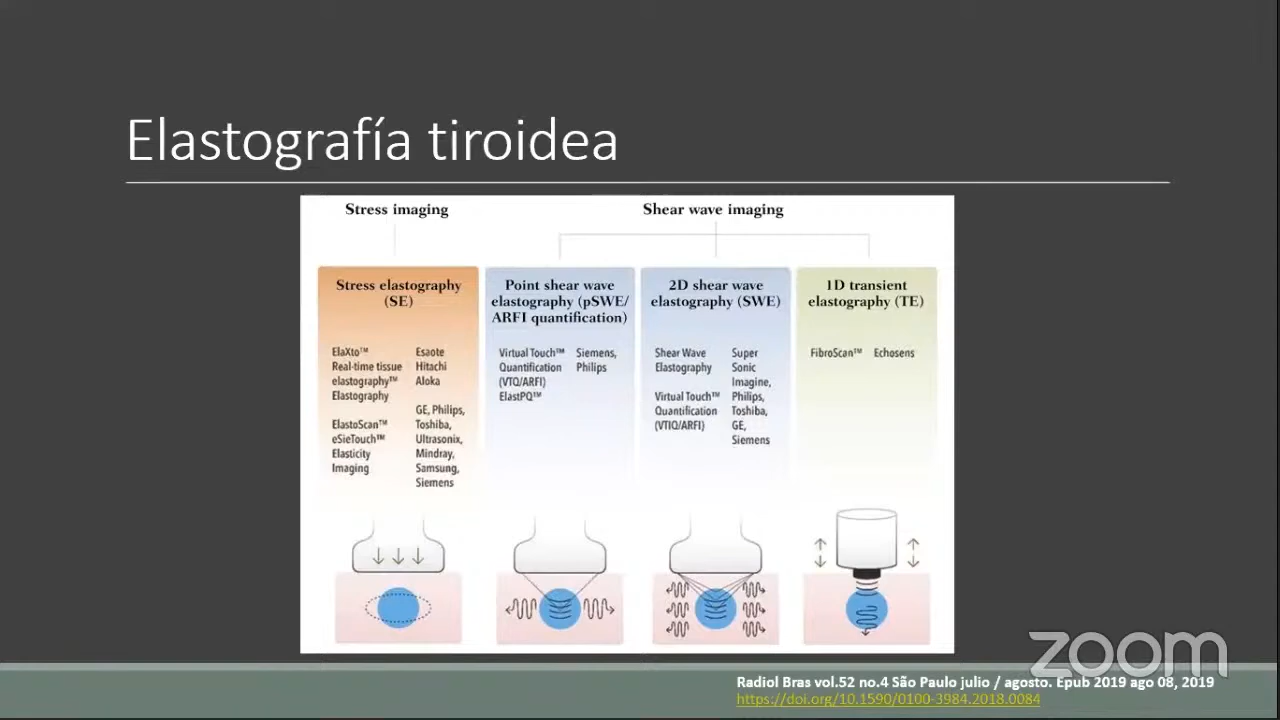 Elastografía tiroidea
Stress imaging
Shear wave imaging
Stress elastography
(SE)
ElaXto™
Real-time tissue
elastography™
Elastography
ElastoScan™
eSieTouch™
Elasticity
Imaging
Esaote
Hitachi
Aloka
GE, Philips,
Toshiba,
Ultrasonix,
Mindray,
Samsung,
Siemens
Point shear wave
elastography (pSWE/
ARFI quantification)
Virtual Touch™
Quantification
(VTQ/ARFI)
ElastPQ™
Siemens,
Philips
2D shear wave
elastography (SWE)
Shear Wave
Elastography
Virtual Touch™
Quantification
(VTIQ/ARFI)
Super
Sonic
Imagine,
Philips,
Toshiba,
GE,
Siemens
1D transient
elastography (TE)
FibroScan™
Echosens
zoom
Radiol Bras vol.52 no.4 São Paulo julio / agosto. Epub 2019 ago 08, 2019
https://doi.org/10.1590/0100-3984.2018.0084